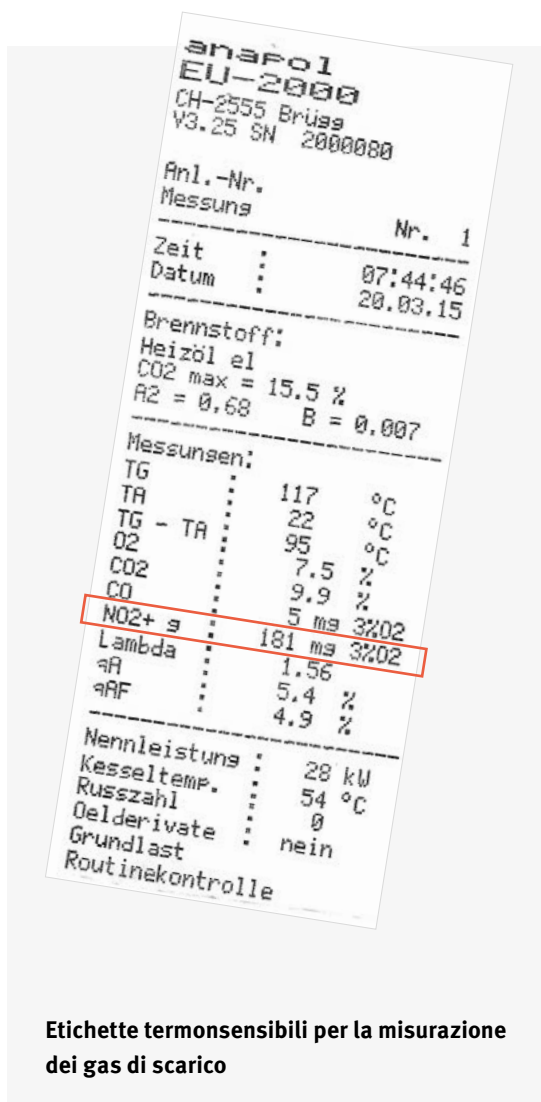 anapol
EU-2000
CH-2555 Brügg
V3.25 SN 2000080
Anl.-Nr.
Messung Nr. 1
Zeit : 07:44:46
Datum : 20.03.15
Brennstoff:
Heizöl el
CO2 max = 15.5 %
A2 = 0.68 B = 0.007
Messungen:
TG : 117 °C
TA : 22 °C
TG - TA : 95 °C
O2 : 7.5 %
CO2 : 9.9 %
CO : 5 mg 3%O2
NO2+ g : 181 mg 3%O2
Lambda : 1.56
qA : 5.4 %
qAF : 4.9 %
Nennleistung : 28 kW
Kesseltemp. : 54 °C
Russzahl : 0
Oelderivate : nein
Grundlast
Routinekontrolle
Etichette termonsensibili per la misurazione
dei gas di scarico